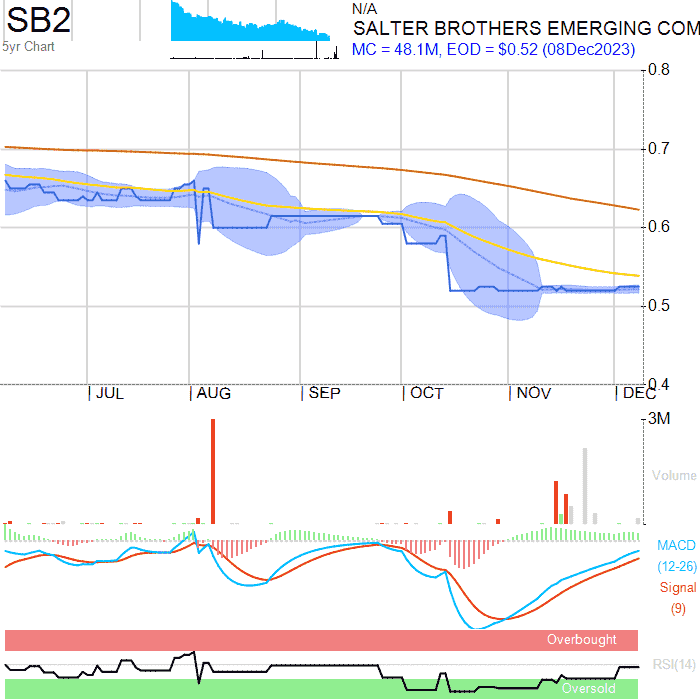 SB2
5yr Chart
N/A
SALTER BROTHERS EMERGING COM
MC = 48.1M, EOD = $0.52 (08Dec2023)
0.8
0.7
0.6
0.5
0.4
JUL AUG SEP OCT NOV DEC
3M
Volume
MACD
(12-26)
Signal
(9)
Overbought
RSI(14)
Oversold